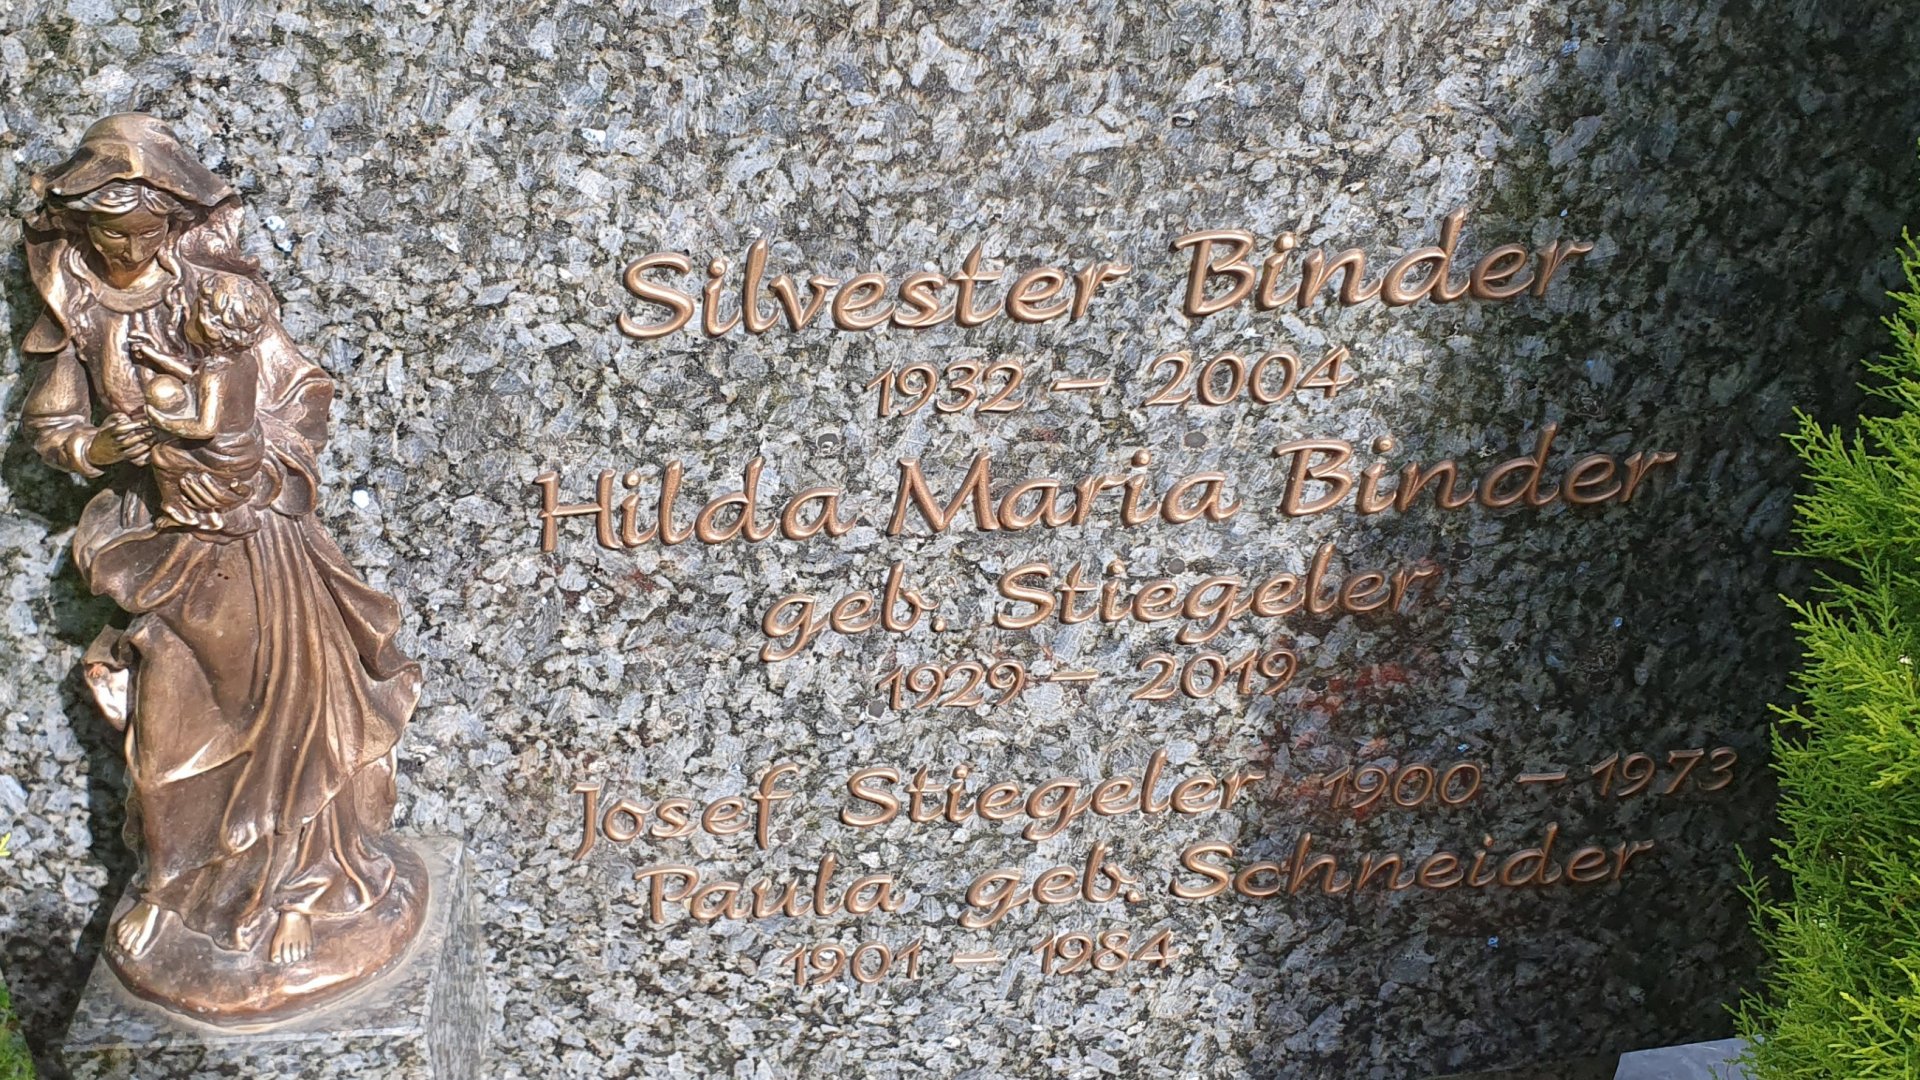 Silvester Binder
1932 – 2004
Hilda Maria Binder
geb. Stiegeler
1929 – 2019
Josef Stiegeler 1900 – 1973
Paula geb. Schneider
1901 – 1984